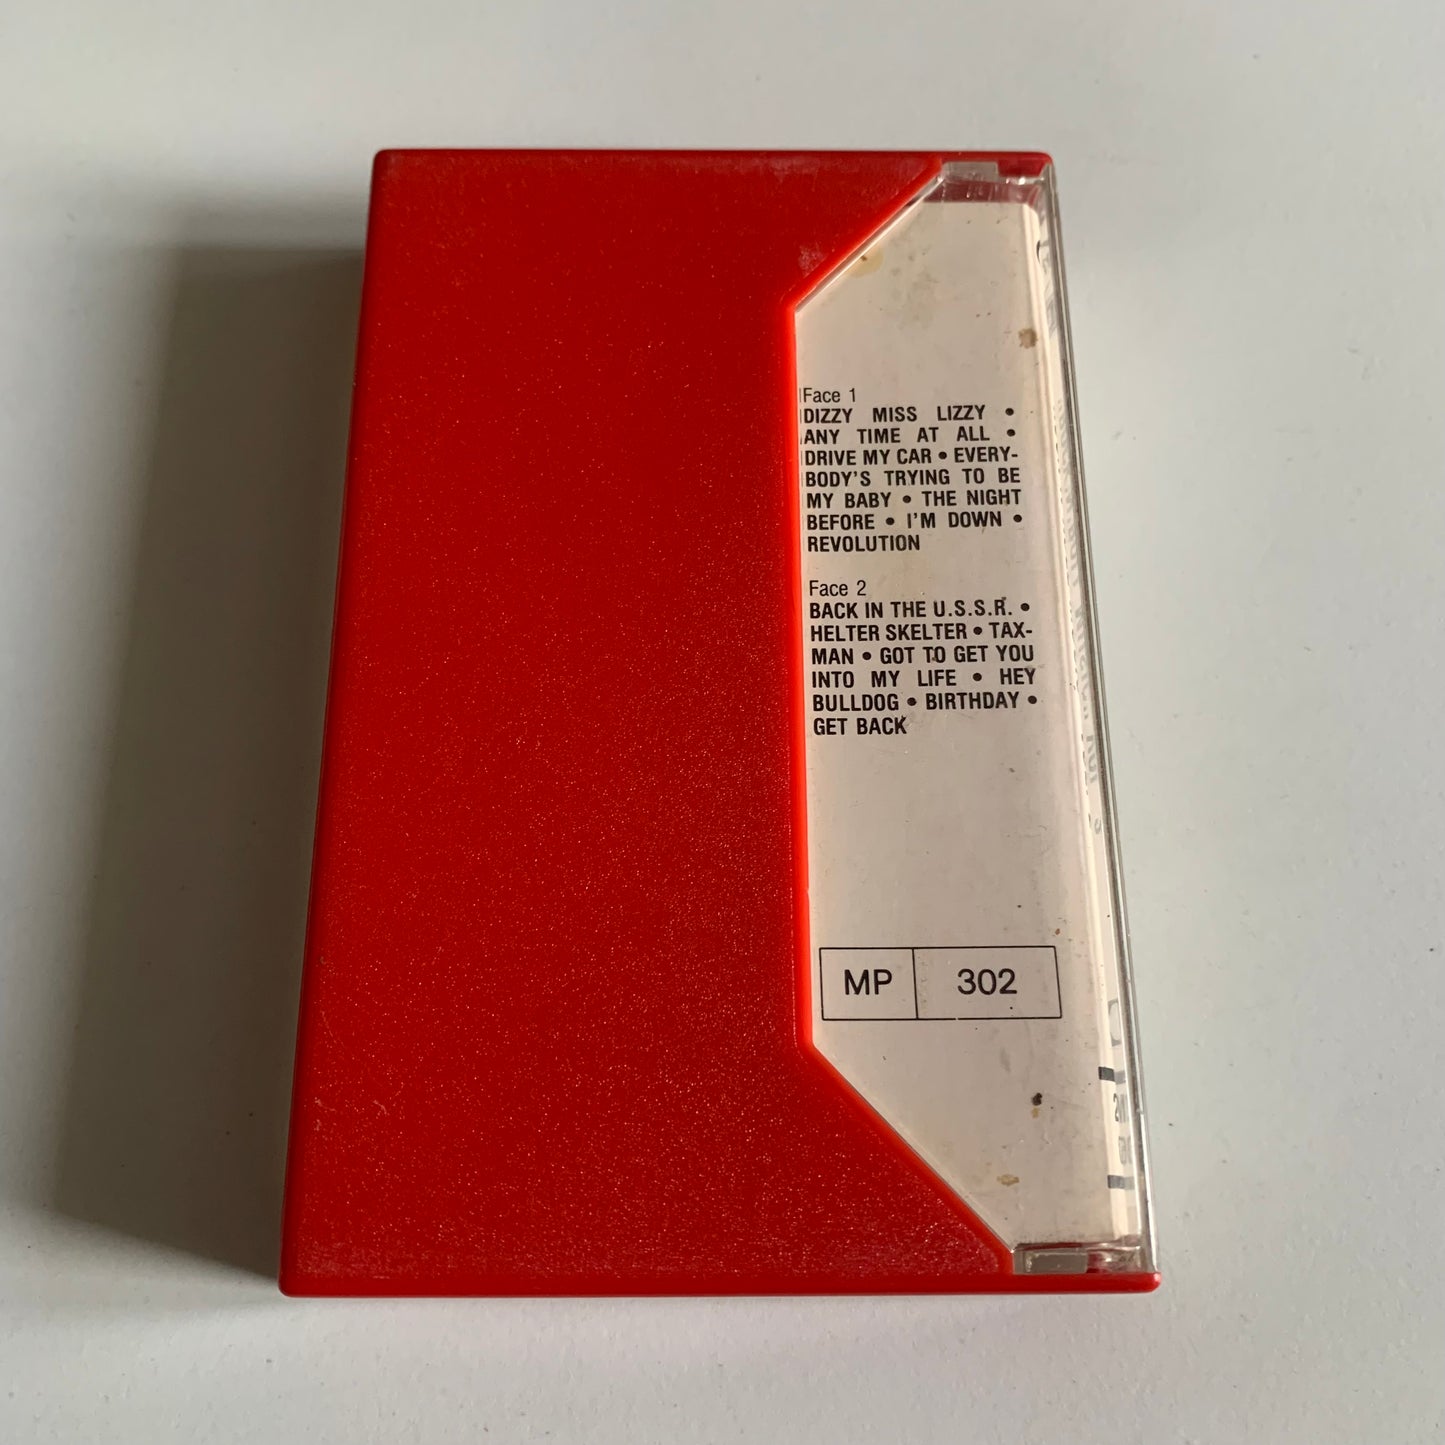 Face 1
DIZZY MISS LIZZY •
ANY TIME AT ALL •
DRIVE MY CAR • EVERY-
BODY'S TRYING TO BE
MY BABY • THE NIGHT
BEFORE • I'M DOWN •
REVOLUTION
Face 2
BACK IN THE U.S.S.R. •
HELTER SKELTER • TAX-
MAN • GOT TO GET YOU
INTO MY LIFE • HEY
BULLDOG • BIRTHDAY •
GET BACK
MP 302